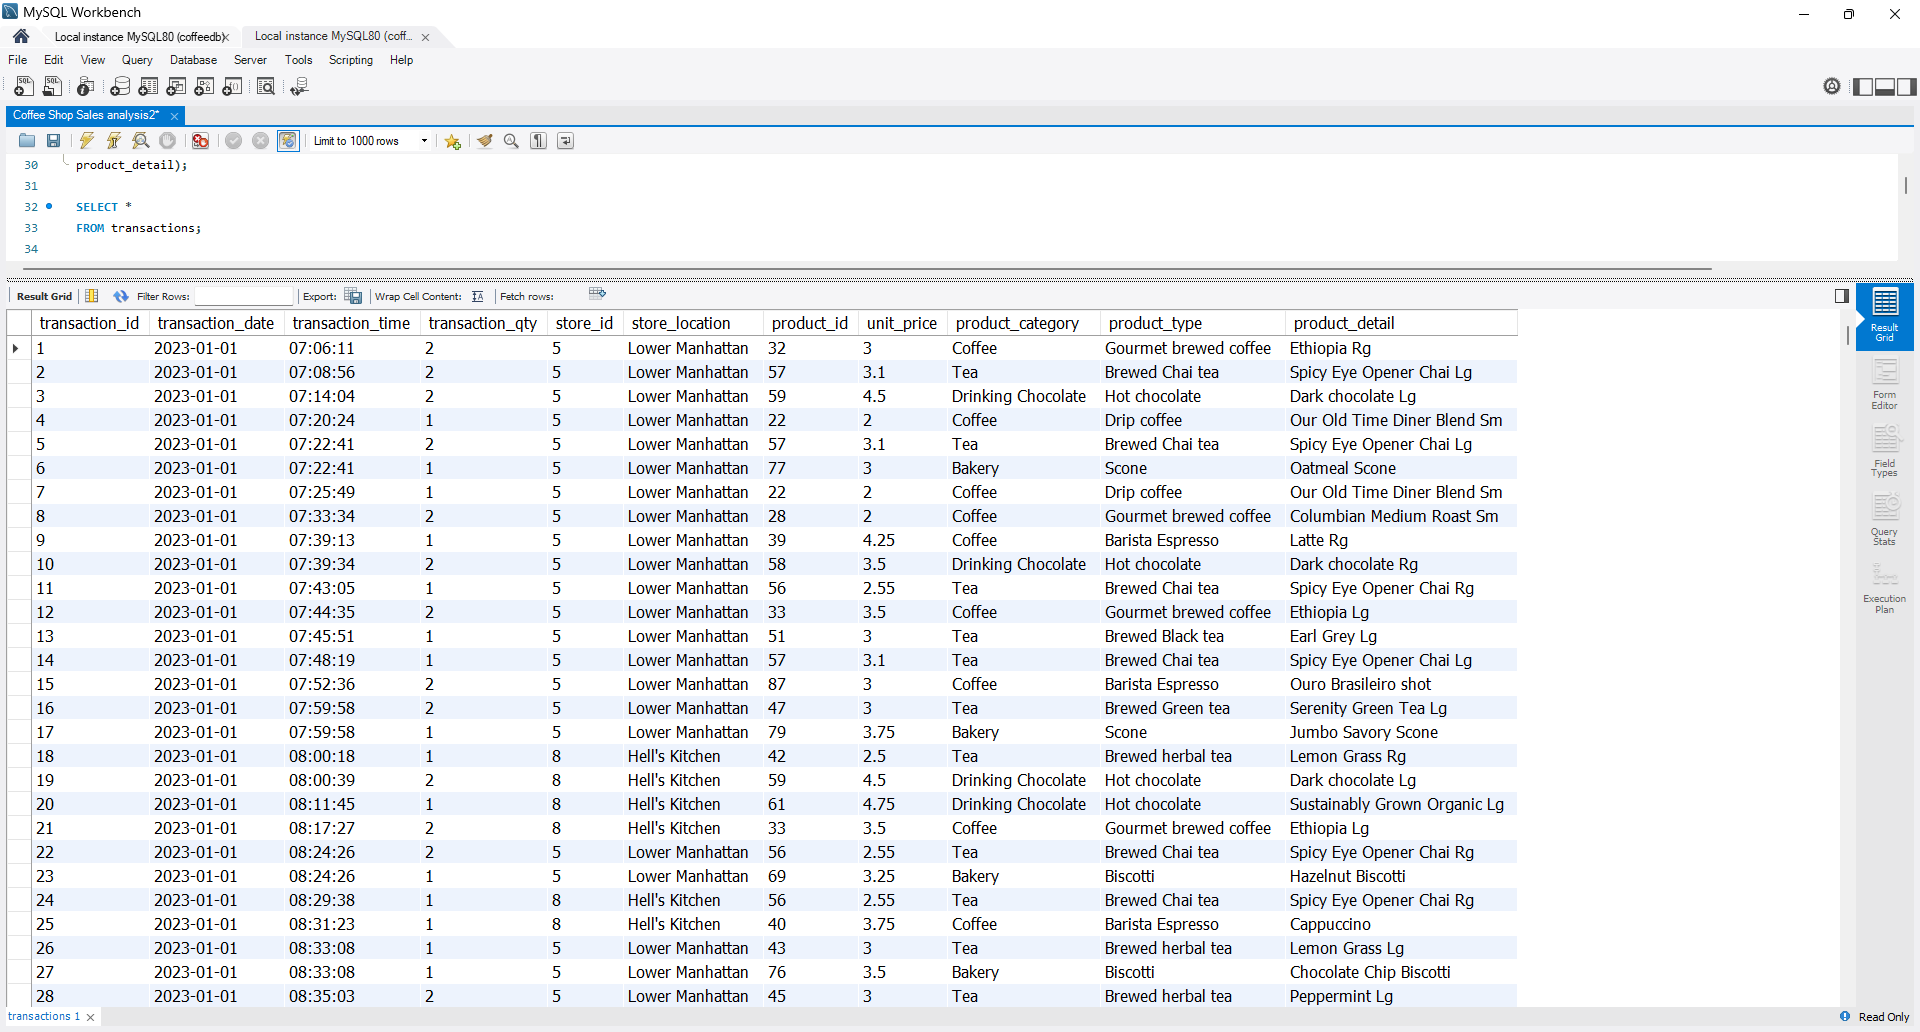 MySQL Workbench
Local instance MySQL80 (coffeedb) Local instance MySQL80 (coff...
File Edit View Query Database Server Tools Scripting Help
Coffee Shop Sales analysis2*
Limit to 1000 rows
30 product_detail);
31
32 SELECT *
33 FROM transactions;
34
Result Grid Filter Rows: Export: Wrap Cell Content: Fetch rows:
transaction_id transaction_date transaction_time transaction_qty store_id store_location product_id unit_price product_category product_type product_detail
1 2023-01-01 07:06:11 2 5 Lower Manhattan 32 3 Coffee Gourmet brewed coffee Ethiopia Rg
2 2023-01-01 07:08:56 2 5 Lower Manhattan 57 3.1 Tea Brewed Chai tea Spicy Eye Opener Chai Lg
3 2023-01-01 07:14:04 2 5 Lower Manhattan 59 4.5 Drinking Chocolate Hot chocolate Dark chocolate Lg
4 2023-01-01 07:20:24 1 5 Lower Manhattan 22 2 Coffee Drip coffee Our Old Time Diner Blend Sm
5 2023-01-01 07:22:41 2 5 Lower Manhattan 57 3.1 Tea Brewed Chai tea Spicy Eye Opener Chai Lg
6 2023-01-01 07:22:41 1 5 Lower Manhattan 77 3 Bakery Scone Oatmeal Scone
7 2023-01-01 07:25:49 1 5 Lower Manhattan 22 2 Coffee Drip coffee Our Old Time Diner Blend Sm
8 2023-01-01 07:33:34 2 5 Lower Manhattan 28 2 Coffee Gourmet brewed coffee Columbian Medium Roast Sm
9 2023-01-01 07:39:13 1 5 Lower Manhattan 39 4.25 Coffee Barista Espresso Latte Rg
10 2023-01-01 07:39:34 2 5 Lower Manhattan 58 3.5 Drinking Chocolate Hot chocolate Dark chocolate Rg
11 2023-01-01 07:43:05 1 5 Lower Manhattan 56 2.55 Tea Brewed Chai tea Spicy Eye Opener Chai Rg
12 2023-01-01 07:44:35 2 5 Lower Manhattan 33 3.5 Coffee Gourmet brewed coffee Ethiopia Lg
13 2023-01-01 07:45:51 1 5 Lower Manhattan 51 3 Tea Brewed Black tea Earl Grey Lg
14 2023-01-01 07:48:19 1 5 Lower Manhattan 57 3.1 Tea Brewed Chai tea Spicy Eye Opener Chai Lg
15 2023-01-01 07:52:36 2 5 Lower Manhattan 87 3 Coffee Barista Espresso Ouro Brasileiro shot
16 2023-01-01 07:59:58 2 5 Lower Manhattan 47 3 Tea Brewed Green tea Serenity Green Tea Lg
17 2023-01-01 07:59:58 1 5 Lower Manhattan 79 3.75 Bakery Scone Jumbo Savory Scone
18 2023-01-01 08:00:18 1 8 Hell's Kitchen 42 2.5 Tea Brewed herbal tea Lemon Grass Rg
19 2023-01-01 08:00:39 2 8 Hell's Kitchen 59 4.5 Drinking Chocolate Hot chocolate Dark chocolate Lg
20 2023-01-01 08:11:45 1 8 Hell's Kitchen 61 4.75 Drinking Chocolate Hot chocolate Sustainably Grown Organic Lg
21 2023-01-01 08:17:27 2 8 Hell's Kitchen 33 3.5 Coffee Gourmet brewed coffee Ethiopia Lg
22 2023-01-01 08:24:26 2 5 Lower Manhattan 56 2.55 Tea Brewed Chai tea Spicy Eye Opener Chai Rg
23 2023-01-01 08:24:26 1 5 Lower Manhattan 69 3.25 Bakery Biscotti Hazelnut Biscotti
24 2023-01-01 08:29:38 1 8 Hell's Kitchen 56 2.55 Tea Brewed Chai tea Spicy Eye Opener Chai Rg
25 2023-01-01 08:31:23 1 8 Hell's Kitchen 40 3.75 Coffee Barista Espresso Cappuccino
26 2023-01-01 08:33:08 1 5 Lower Manhattan 43 3 Tea Brewed herbal tea Lemon Grass Lg
27 2023-01-01 08:33:08 1 5 Lower Manhattan 76 3.5 Bakery Biscotti Chocolate Chip Biscotti
28 2023-01-01 08:35:03 2 5 Lower Manhattan 45 3 Tea Brewed herbal tea Peppermint Lg
Result
Grid
Form
Editor
Field
Types
Query
Stats
Execution
Plan
transactions 1 Read Only